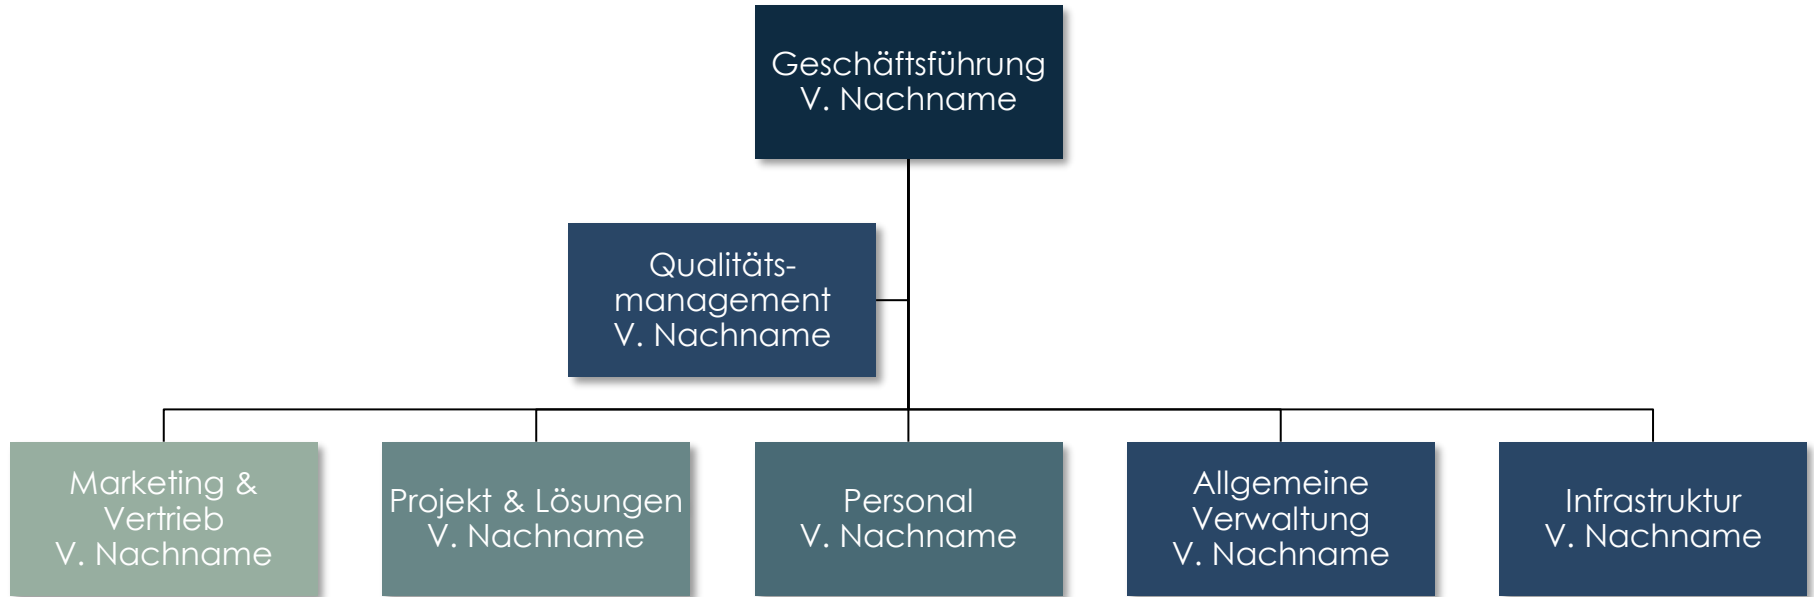 Geschäftsführung
V. Nachname
Qualitäts-
management
V. Nachname
Marketing &
Vertrieb
V. Nachname
Projekt & Lösungen
V. Nachname
Personal
V. Nachname
Allgemeine
Verwaltung
V. Nachname
Infrastruktur
V. Nachname